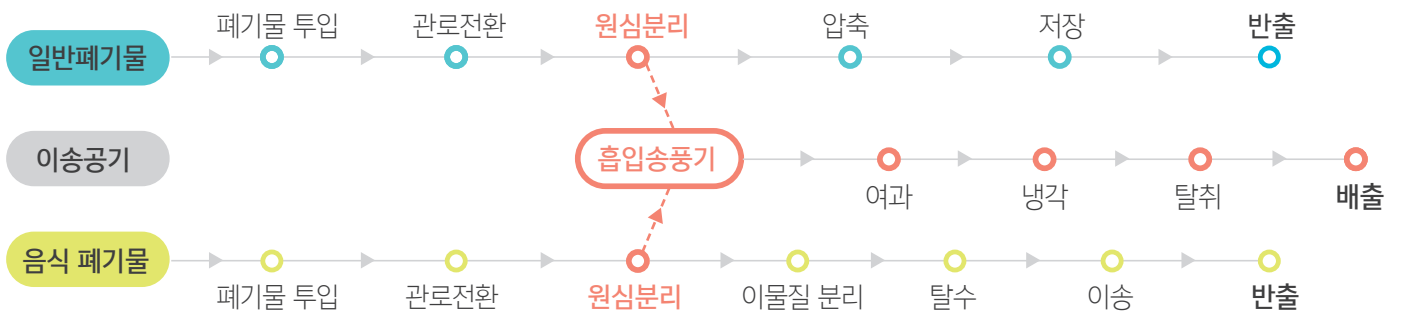 일반폐기물
폐기물 투입
관로전환
원심분리
압축
저장
반출
이송공기
흡입송풍기
여과
냉각
탈취
배출
음식 폐기물
폐기물 투입
관로전환
원심분리
이물질 분리
탈수
이송
반출